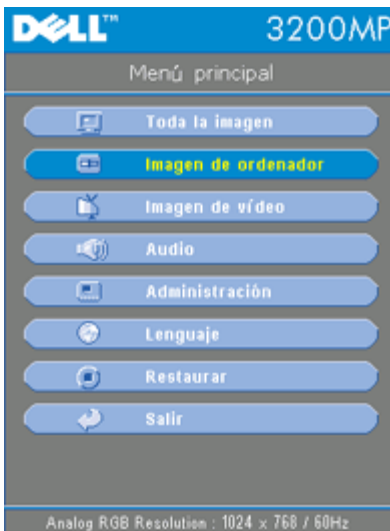 DELL™ 3200MP
Menú principal
Toda la imagen
Imagen de ordenador
Imagen de vídeo
Audio
Administración
Lenguaje
Restaurar
Salir
Analog RGB Resolution : 1024 x 768 / 60Hz